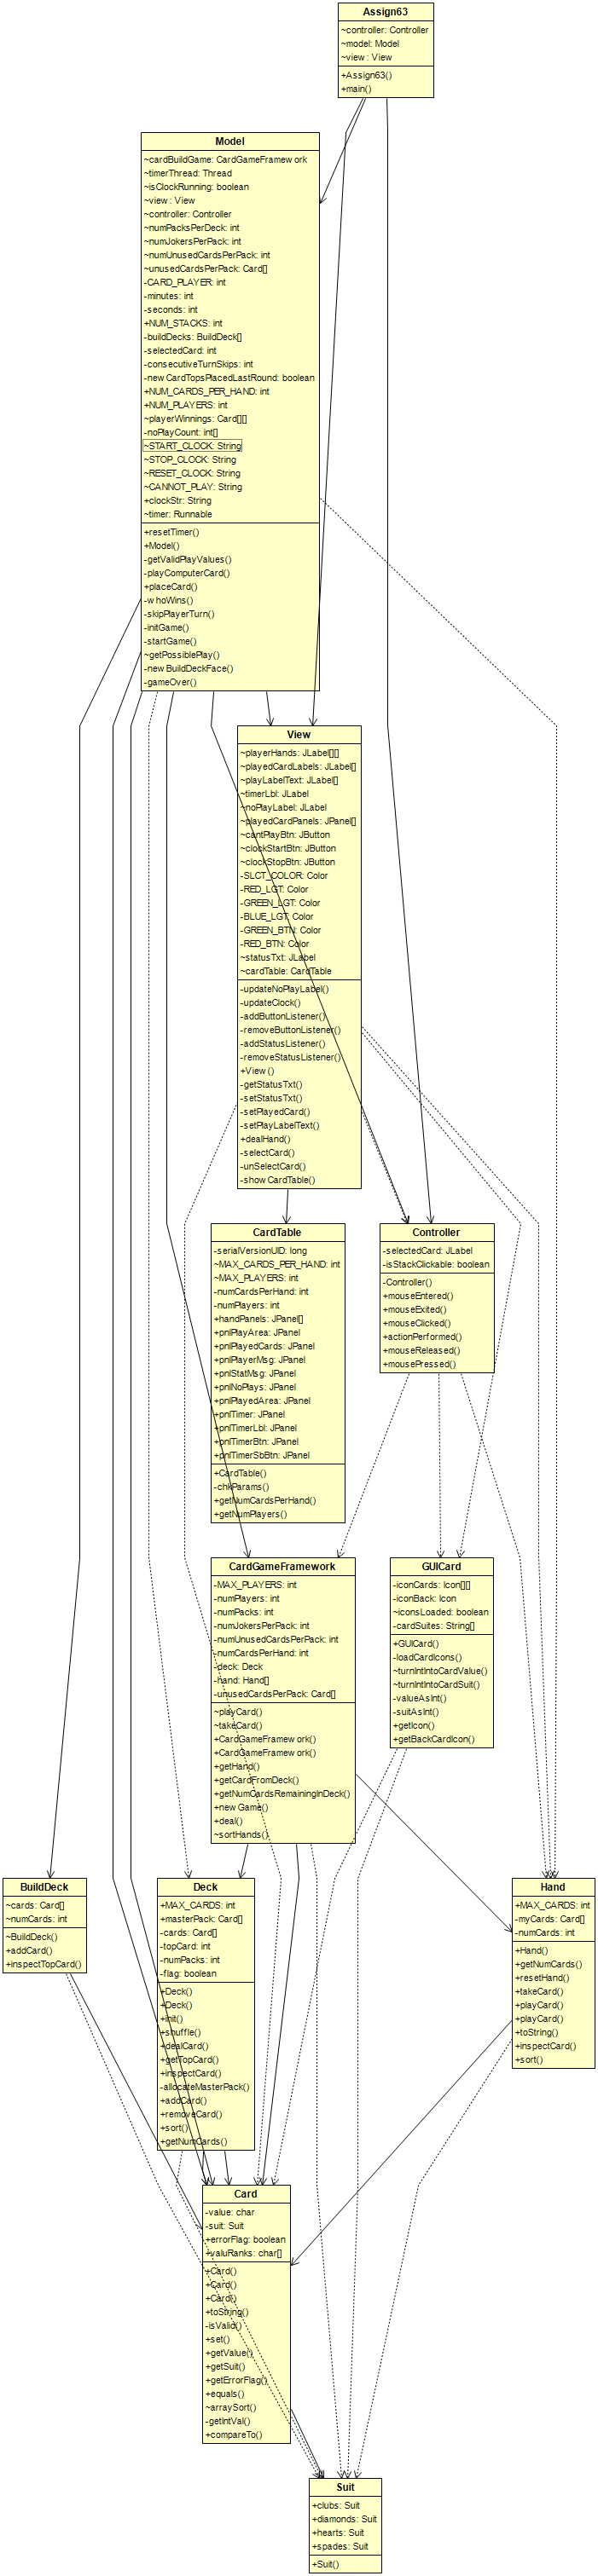 Assign63
~controller: Controller
~model: Model
~view : View
+Assign63()
+main()
Model
~cardBuildGame: CardGameFramew ork
~timerThread: Thread
~isClockRunning: boolean
~view : View
~controller: Controller
~numPacksPerDeck: int
~numJokersPerPack: int
~numUnusedCardsPerPack: int
~unusedCardsPerPack: Card[]
-CARD_PLAYER: int
-minutes: int
-seconds: int
+NUM_STACKS: int
-buildDecks: BuildDeck[]
-selectedCard: int
-consecutiveTurnSkips: int
-new CardTopsPlacedLastRound: boolean
+NUM_CARDS_PER_HAND: int
+NUM_PLAYERS: int
~playerWinnings: Card[][]
-noPlayCount: int[]
~START_CLOCK: String
~STOP_CLOCK: String
~RESET_CLOCK: String
~CANNOT_PLAY: String
+clockStr: String
~timer: Runnable
+resetTimer()
+Model()
-getValidPlayValues()
-playComputerCard()
+placeCard()
-w hoWins()
-skipPlayerTurn()
-initGame()
-startGame()
~getPossiblePlay()
-new BuildDeckFace()
-gameOver()
View
~playerHands: JLabel[][]
~playedCardLabels: JLabel[]
~playLabelText: JLabel[]
~timerLbl: JLabel
~noPlayLabel: JLabel
~playedCardPanels: JPanel[]
~cantPlayBtn: JButton
~clockStartBtn: JButton
~clockStopBtn: JButton
-SLCT_COLOR: Color
-RED_LGT: Color
-GREEN_LGT: Color
-BLUE_LGT: Color
-GREEN_BTN: Color
-RED_BTN: Color
~statusTxt: JLabel
~cardTable: CardTable
-updateNoPlayLabel()
-updateClock()
-addButtonListener()
-removeButtonListener()
-addStatusListener()
-removeStatusListener()
+View ()
-getStatusTxt()
-setStatusTxt()
-setPlayedCard()
-setPlayLabelText()
+dealHand()
-selectCard()
-unSelectCard()
-show CardTable()
CardTable
-serialVersionUID: long
~MAX_CARDS_PER_HAND: int
~MAX_PLAYERS: int
-numCardsPerHand: int
-numPlayers: int
+handPanels: JPanel[]
+pnlPlayArea: JPanel
+pnlPlayedCards: JPanel
+pnlPlayerMsg: JPanel
+pnlStatMsg: JPanel
+pnlNoPlays: JPanel
+pnlPlayedArea: JPanel
+pnlTimer: JPanel
+pnlTimerLbl: JPanel
+pnlTimerBtn: JPanel
+pnlTimerSbBtn: JPanel
+CardTable()
-chkParams()
+getNumCardsPerHand()
+getNumPlayers()
Controller
-selectedCard: JLabel
-isStackClickable: boolean
-Controller()
+mouseEntered()
+mouseExited()
+mouseClicked()
+actionPerformed()
+mouseReleased()
+mousePressed()
CardGameFramework
-MAX_PLAYERS: int
-numPlayers: int
-numPacks: int
-numJokersPerPack: int
-numUnusedCardsPerPack: int
-numCardsPerHand: int
-deck: Deck
-hand: Hand[]
-unusedCardsPerPack: Card[]
~playCard()
~takeCard()
+CardGameFramew ork()
+CardGameFramew ork()
+getHand()
+getCardFromDeck()
+getNumCardsRemainingInDeck()
+new Game()
+deal()
~sortHands()
GUICard
-iconCards: Icon[][]
-iconBack: Icon
~iconsLoaded: boolean
-cardSuites: String[]
+GUICard()
-loadCardIcons()
~turnIntIntoCardValue()
~turnIntIntoCardSuit()
-valueAsInt()
-suitAsInt()
+getIcon()
+getBackCardIcon()
BuildDeck
~cards: Card[]
~numCards: int
~BuildDeck()
+addCard()
+inspectTopCard()
Deck
+MAX_CARDS: int
+masterPack: Card[]
-cards: Card[]
-topCard: int
-numPacks: int
-flag: boolean
+Deck()
+Deck()
+init()
+shuffle()
+dealCard()
+getTopCard()
+inspectCard()
-allocateMasterPack()
+addCard()
+removeCard()
+sort()
+getNumCards()
Hand
+MAX_CARDS: int
-myCards: Card[]
-numCards: int
+Hand()
+getNumCards()
+resetHand()
+takeCard()
+playCard()
+playCard()
+toString()
+inspectCard()
+sort()
Card
-value: char
-suit: Suit
+errorFlag: boolean
+valuRanks: char[]
+Card()
+Card()
+Card()
+toString()
-isValid()
+set()
+getValue()
+getSuit()
+getErrorFlag()
+equals()
~arraySort()
-getIntVal()
+compareTo()
Suit
+clubs: Suit
+diamonds: Suit
+hearts: Suit
+spades: Suit
+Suit()